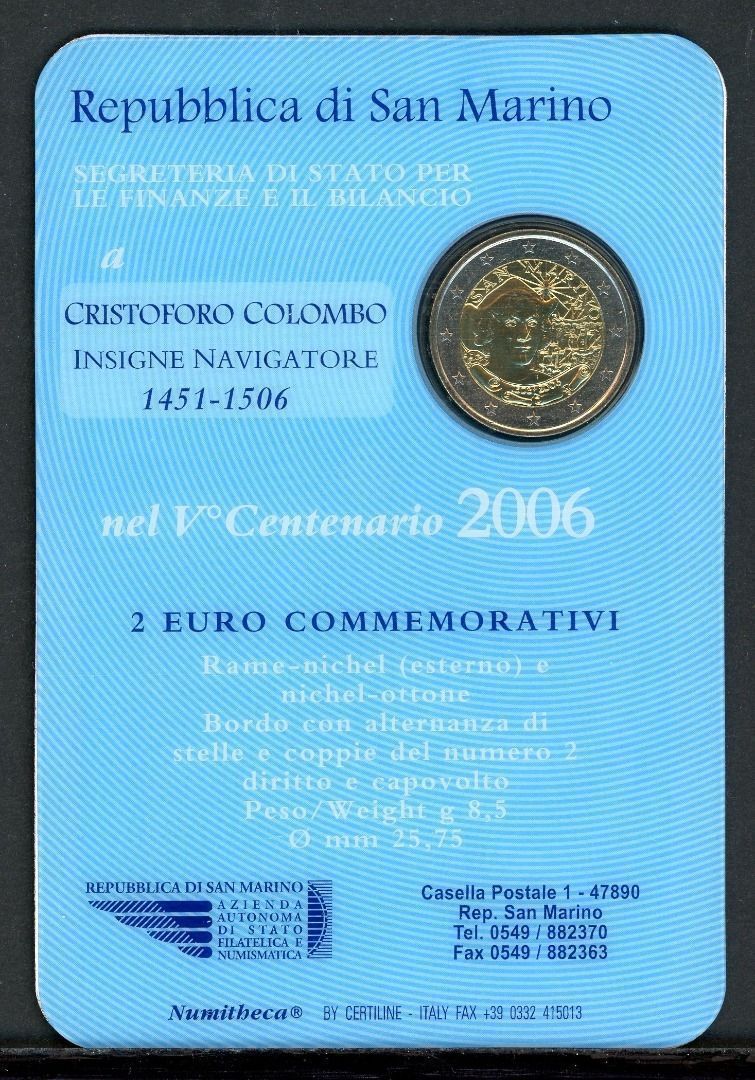 Repubblica di San Marino
SEGRETERIA DI STATO PER
LE FINANZE E IL BILANCIO
a
CRISTOFORO COLOMBO
INSIGNE NAVIGATORE
1451-1506
SAN MARINO
nel V° Centenario 2006
2 EURO COMMEMORATIVI
Rame-nichel (esterno) e
nichel-ottone
Bordo con alternanza di
stelle e coppie del numero 2
diritto e capovolto
Peso/Weight g 8,5
Ø mm 25,75
REPUBBLICA DI SAN MARINO
AZIENDA
AUTONOMA
DI STATO
FILATELICA E
NUMISMATICA
Casella Postale 1 - 47890
Rep. San Marino
Tel. 0549 / 882370
Fax 0549 / 882363
Numitheca® BY CERTILINE - ITALY FAX +39 0332 415013